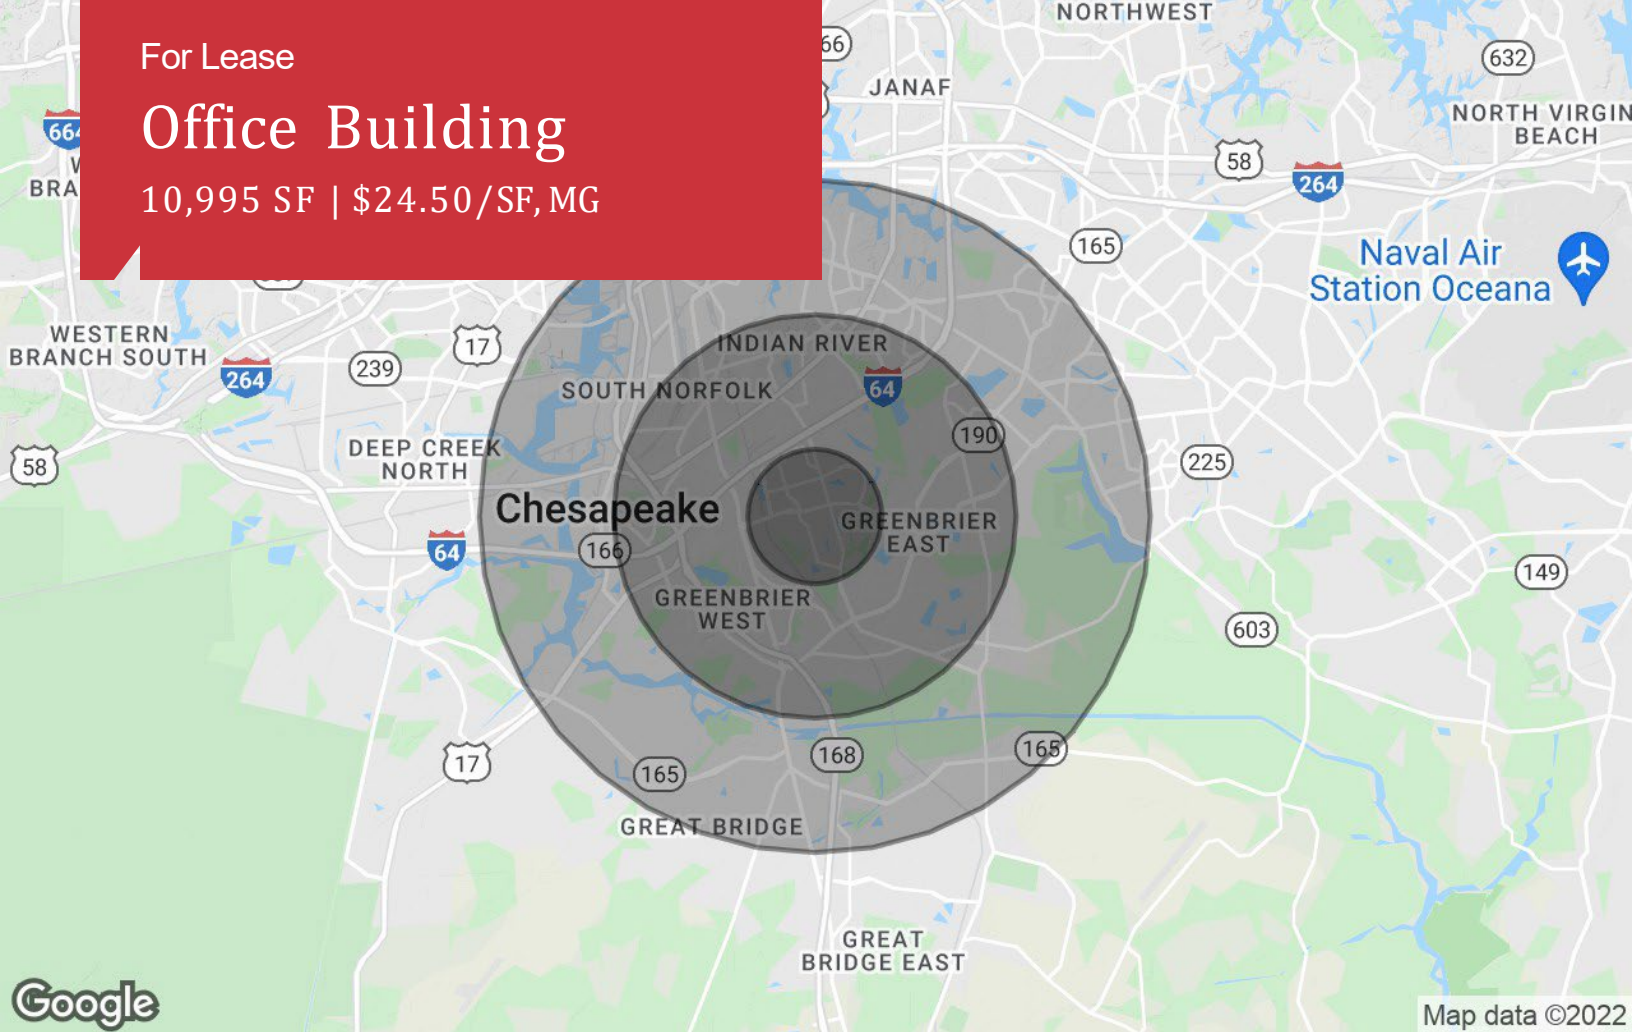 For Lease
Office Building
10,995 SF | $24.50/SF, MG
NORTHWEST
66
JANAF
632
NORTH VIRGIN
BEACH
664
58
264
BRA
165
Naval Air
Station Oceana
WESTERN
BRANCH SOUTH
17
239
264
INDIAN RIVER
SOUTH NORFOLK
64
190
DEEP CREEK
NORTH
58
225
Chesapeake
GREENBRIER
EAST
64
166
149
GREENBRIER
WEST
603
17
165
168
165
GREAT BRIDGE
GREAT
BRIDGE EAST
Google
Map data ©2022